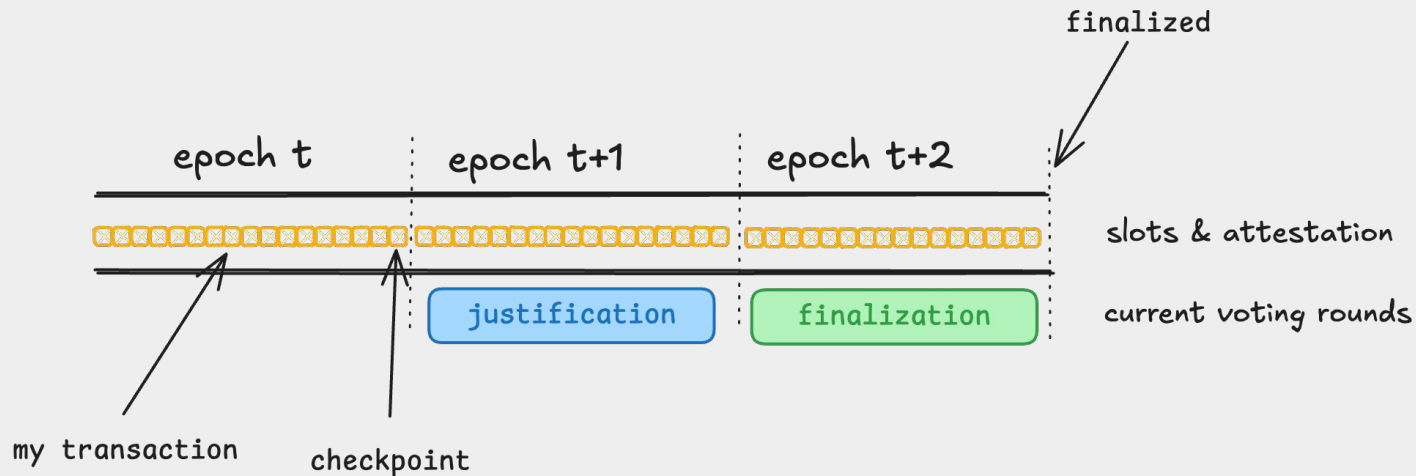 finalized
epoch t
epoch t+1
epoch t+2
slots & attestation
justification
finalization
current voting rounds
my transaction
checkpoint